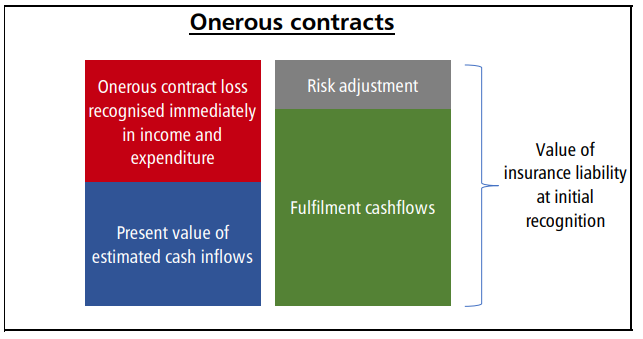 Onerous contracts
Onerous contract loss
recognised immediately
in income and
expenditure
Present value of
estimated cash inflows
Risk adjustment
Fulfilment cashflows
Value of
insurance liability
at initial
recognition